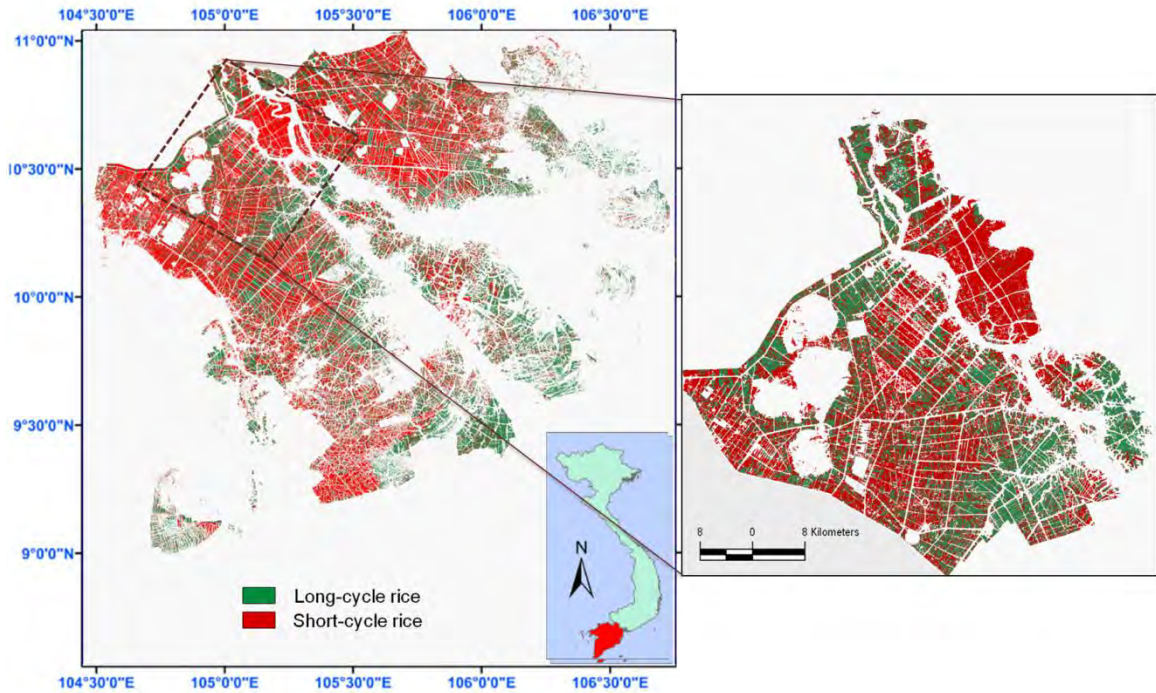 104°30'0"E 105°0'0"E 105°30'0"E 106°0'0"E 106°30'0"E
11°0'0"N
10°30'0"N
10°0'0"N
9°30'0"N
9°0'0"N
8 0 8 Kilometers
N
Long-cycle rice
Short-cycle rice
104°30'0"E 105°0'0"E 105°30'0"E 106°0'0"E 106°30'0"E